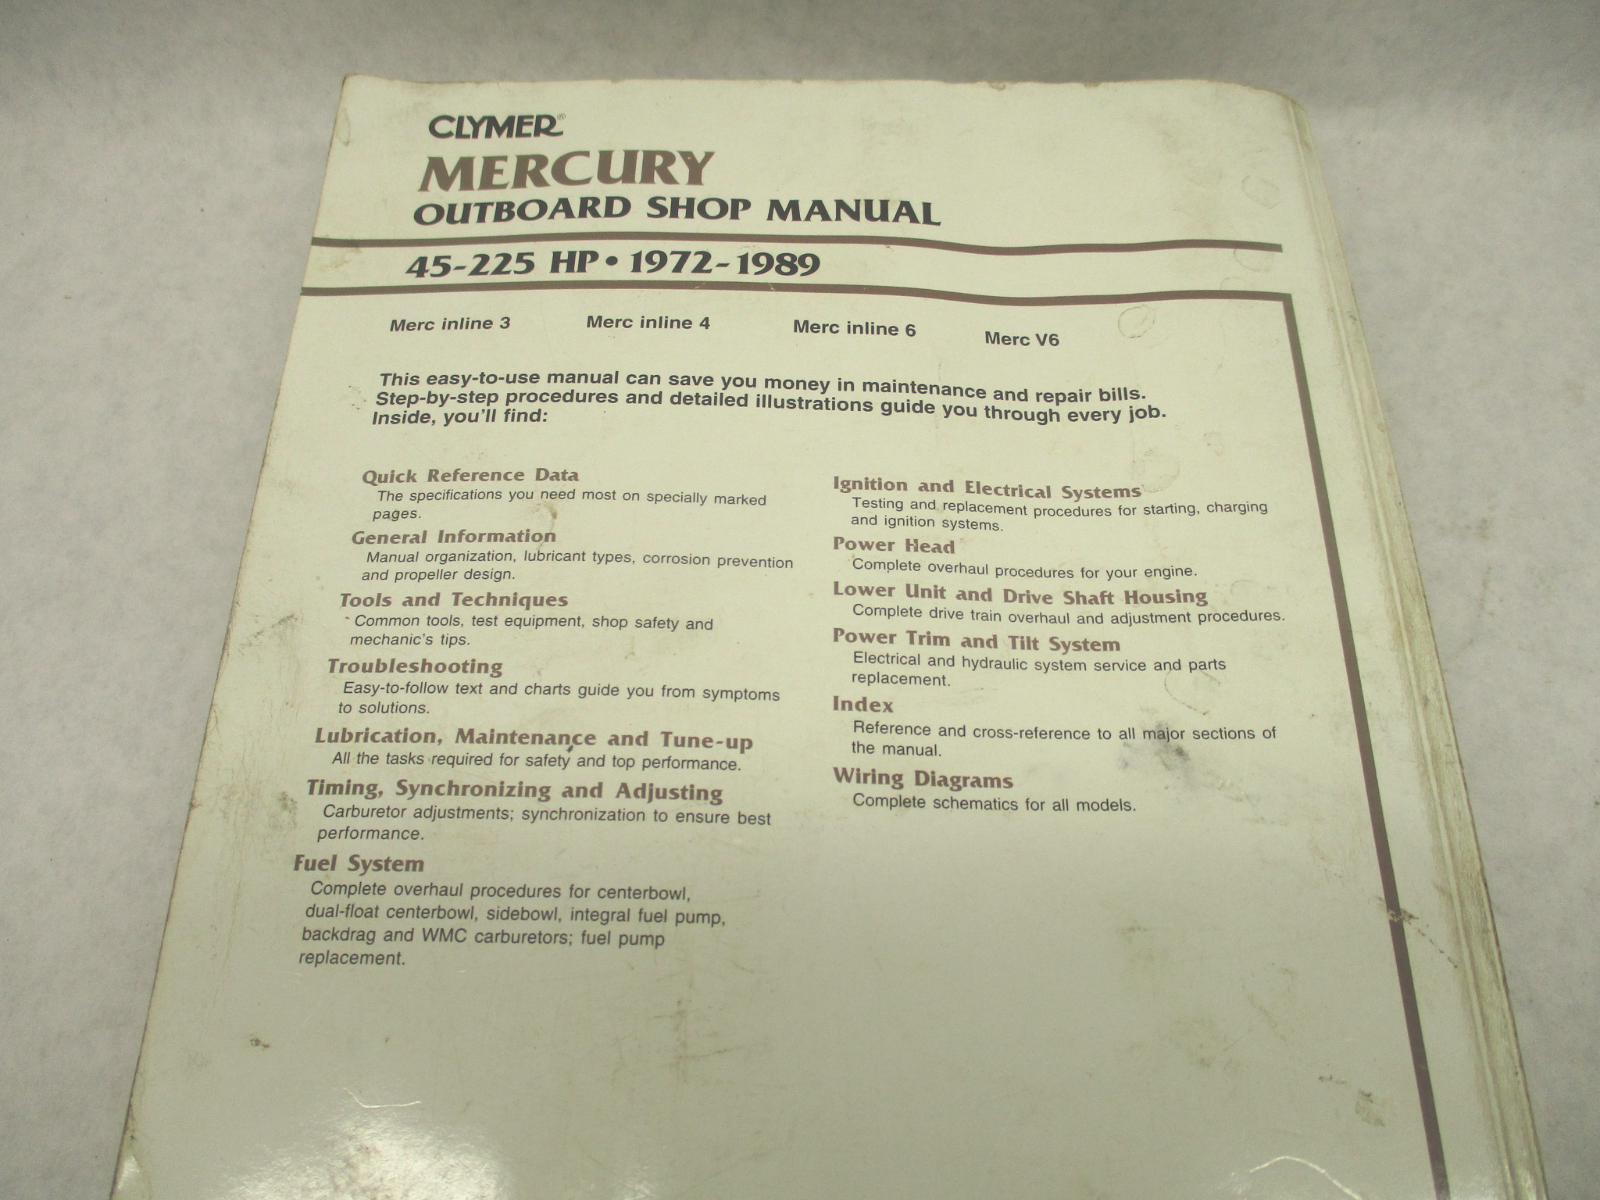 CLYMER®
MERCURY
OUTBOARD SHOP MANUAL
45-225 HP • 1972-1989
Merc inline 3 Merc inline 4 Merc inline 6 Merc V6
This easy-to-use manual can save you money in maintenance and repair bills.
Step-by-step procedures and detailed illustrations guide you through every job.
Inside, you'll find:
Quick Reference Data
The specifications you need most on specially marked
pages.
General Information
Manual organization, lubricant types, corrosion prevention
and propeller design.
Tools and Techniques
Common tools, test equipment, shop safety and
mechanic's tips.
Troubleshooting
Easy-to-follow text and charts guide you from symptoms
to solutions.
Lubrication, Maintenance and Tune-up
All the tasks required for safety and top performance.
Timing, Synchronizing and Adjusting
Carburetor adjustments; synchronization to ensure best
performance.
Fuel System
Complete overhaul procedures for centerbowl,
dual-float centerbowl, sidebowl, integral fuel pump,
backdrag and WMC carburetors; fuel pump
replacement.
Ignition and Electrical Systems
Testing and replacement procedures for starting, charging
and ignition systems.
Power Head
Complete overhaul procedures for your engine.
Lower Unit and Drive Shaft Housing
Complete drive train overhaul and adjustment procedures.
Power Trim and Tilt System
Electrical and hydraulic system service and parts
replacement.
Index
Reference and cross-reference to all major sections of
the manual.
Wiring Diagrams
Complete schematics for all models.